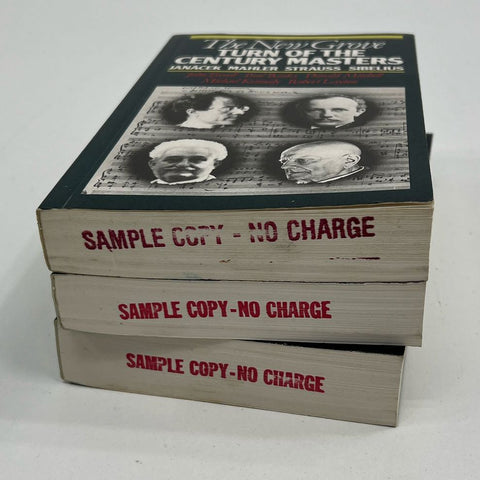 The New Grove
TURN OF THE
CENTURY MASTERS
JANÁČEK MAHLER STRAUSS SIBELIUS
SAMPLE COPY - NO CHARGE
SAMPLE COPY-NO CHARGE
SAMPLE COPY-NO CHARGE